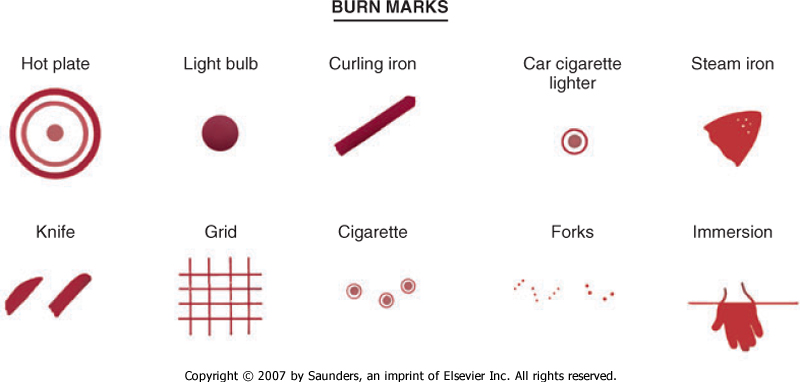 BURN MARKS
Hot plate
Light bulb
Curling iron
Car cigarette
lighter
Steam iron
Knife
Grid
Cigarette
Forks
Immersion
Copyright © 2007 by Saunders, an imprint of Elsevier Inc. All rights reserved.